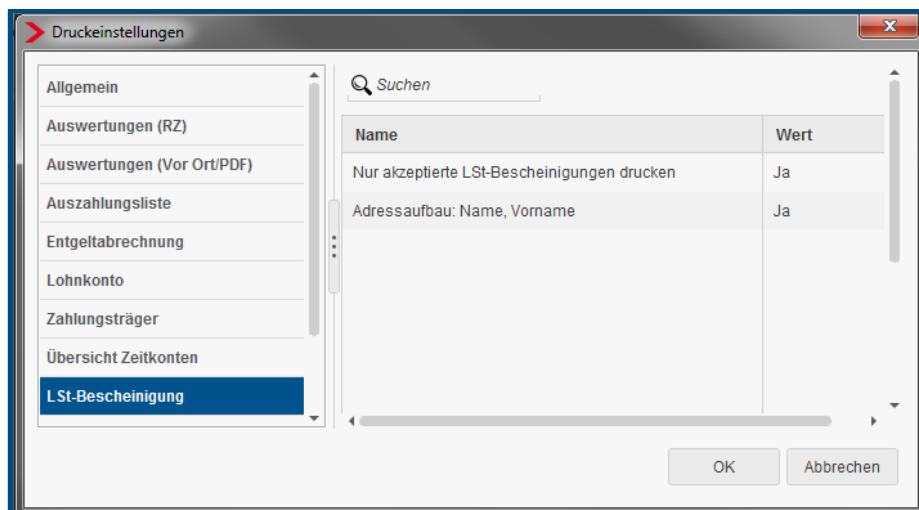 Druckeinstellungen
Allgemein
Auswertungen (RZ)
Auswertungen (Vor Ort/PDF)
Auszahlungsliste
Entgeltabrechnung
Lohnkonto
Zahlungsträger
Übersicht Zeitkonten
LSt-Bescheinigung
Suchen
Name Wert
Nur akzeptierte LSt-Bescheinigungen drucken Ja
Adressaufbau: Name, Vorname Ja
OK Abbrechen